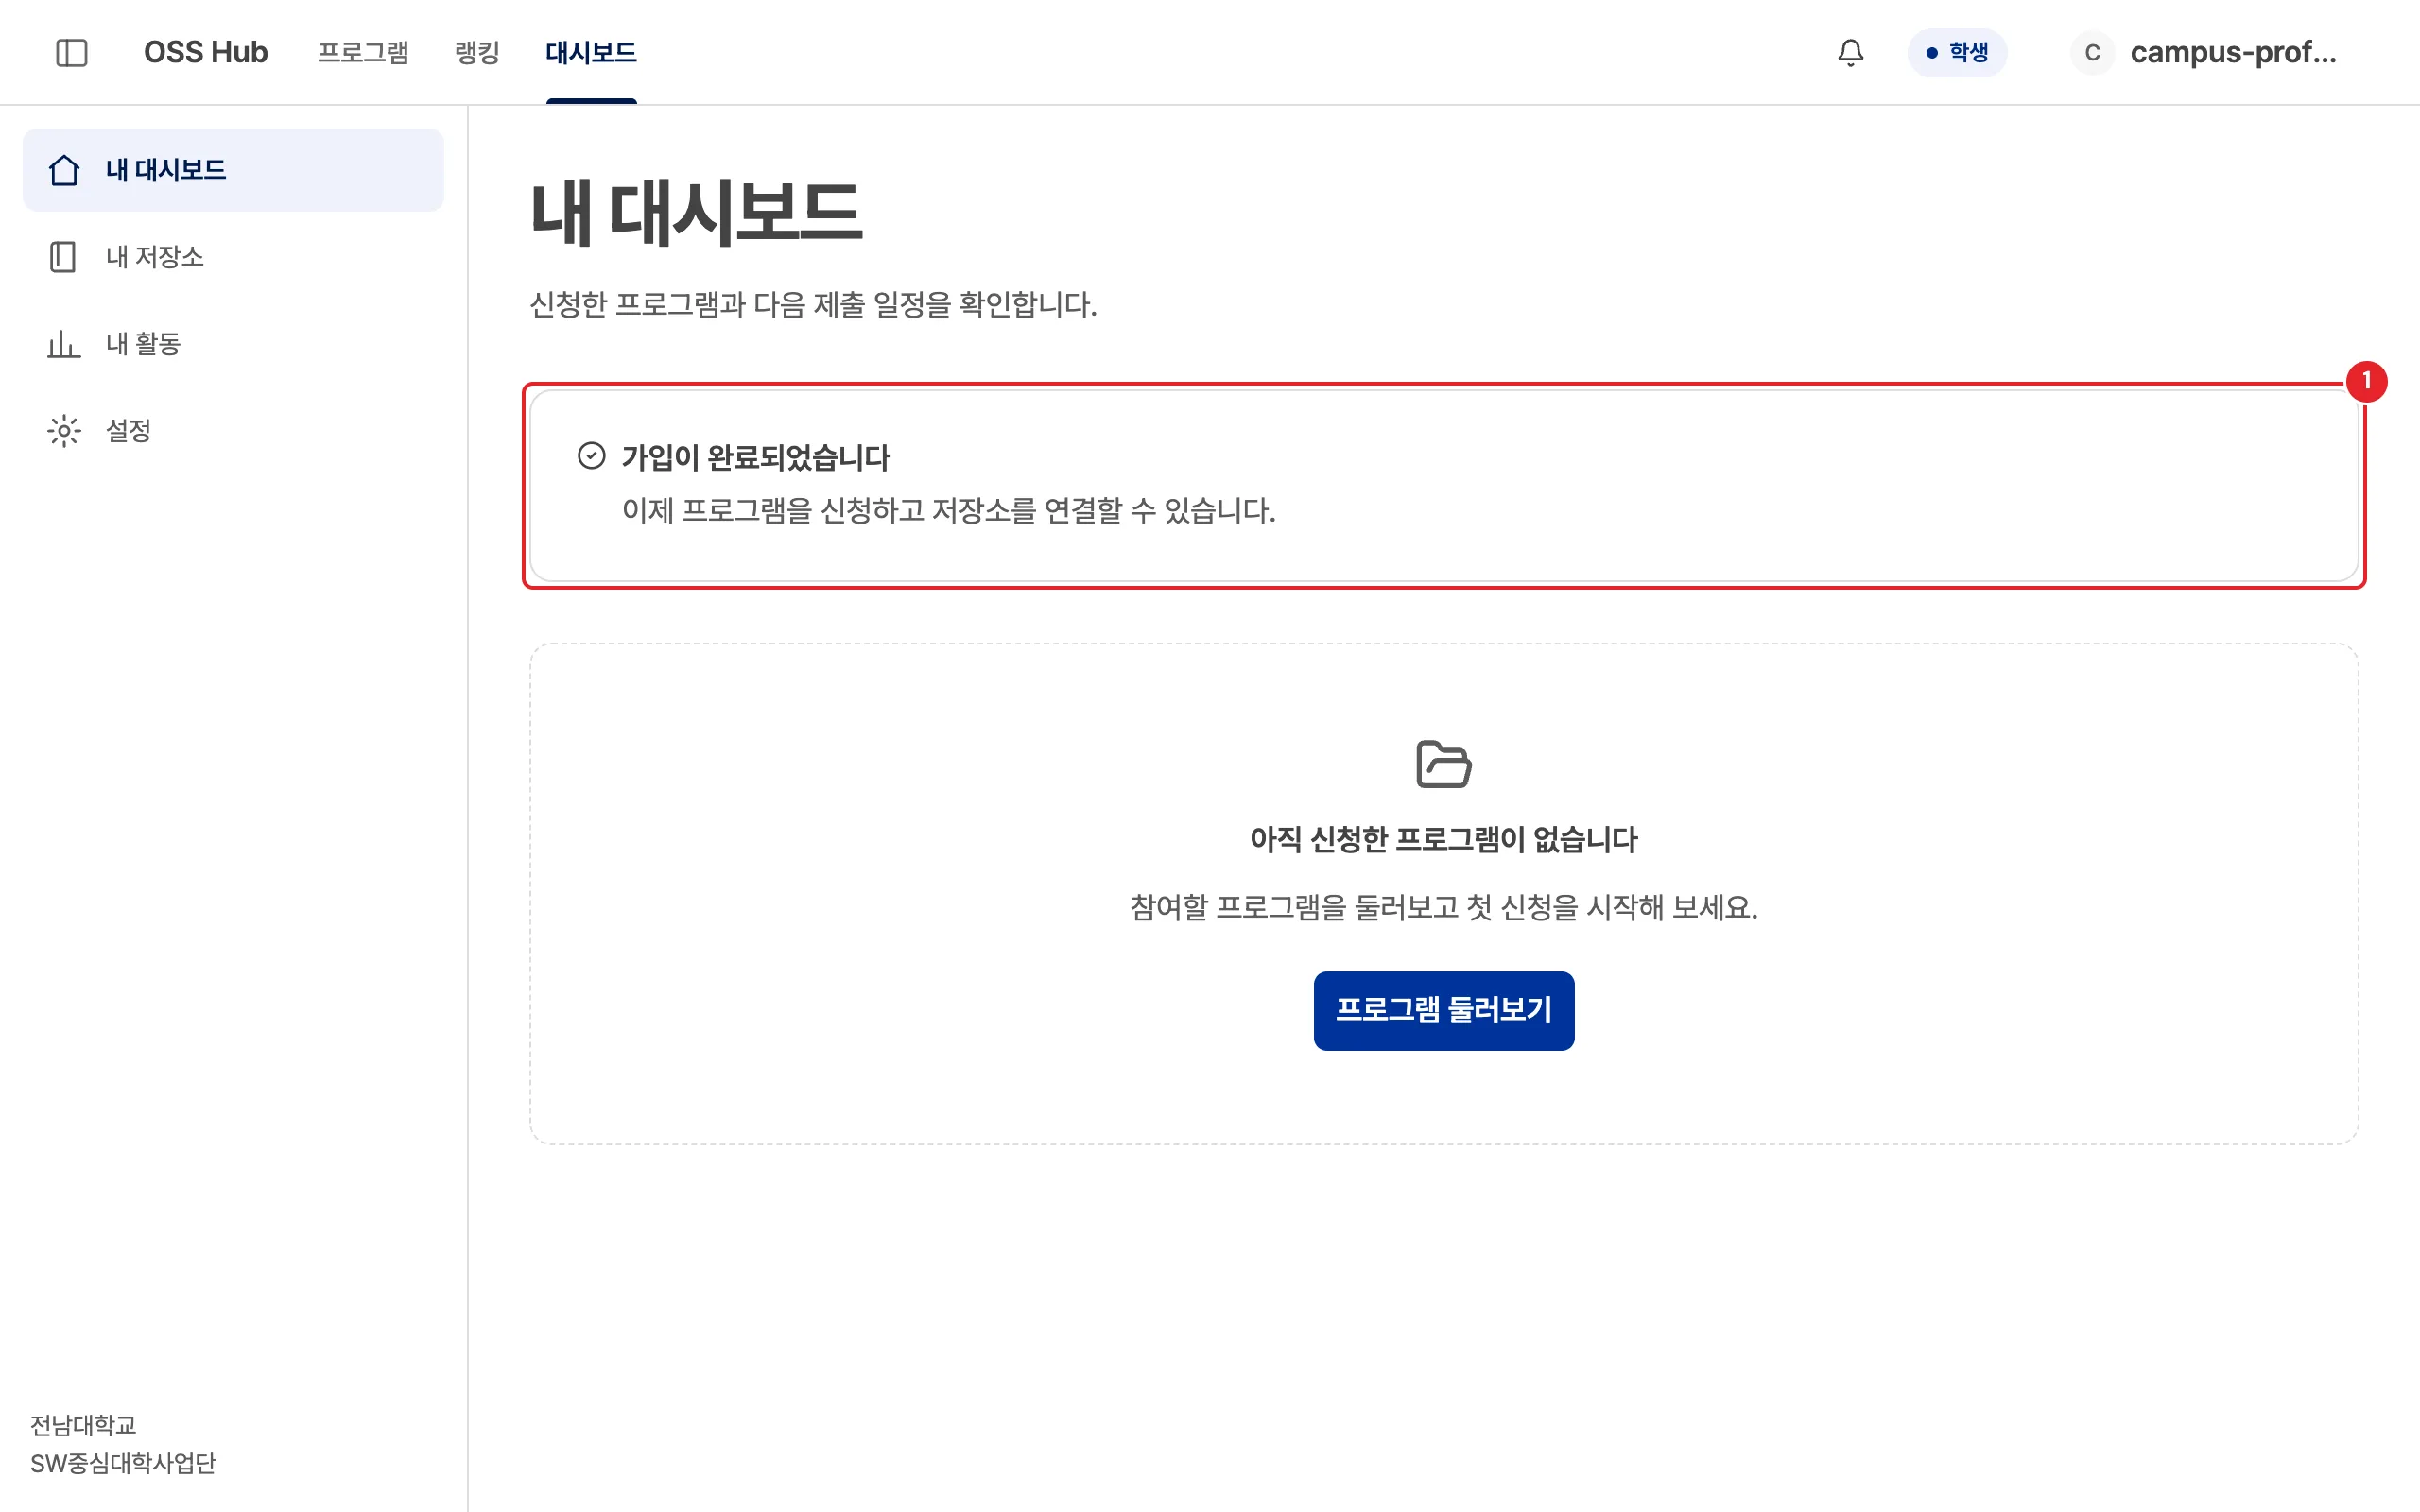 OSS Hub 프로그램 랭킹 대시보드 학생 C campus-prof...
내 대시보드
내 저장소
내 활동
설정
전남대학교
SW중심대학사업단
내 대시보드
신청한 프로그램과 다음 제출 일정을 확인합니다.
1
가입이 완료되었습니다
이제 프로그램을 신청하고 저장소를 연결할 수 있습니다.
아직 신청한 프로그램이 없습니다
참여할 프로그램을 둘러보고 첫 신청을 시작해 보세요.
프로그램 둘러보기